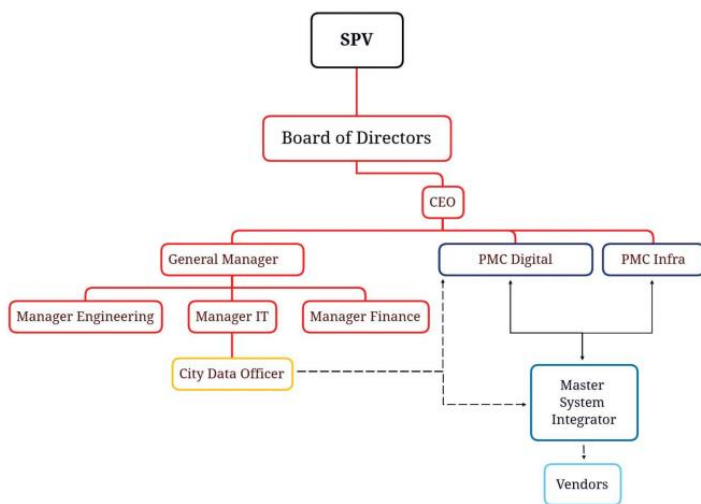 SPV
Board of Directors
CEO
General Manager
PMC Digital
PMC Infra
Manager Engineering
Manager IT
Manager Finance
City Data Officer
Master
System
Integrator
Vendors